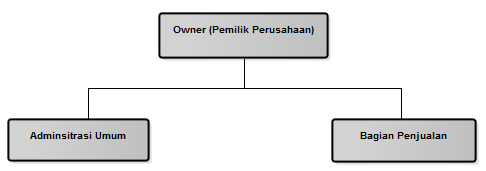 Owner (Pemilik Perusahaan)
Adminsitrasi Umum
Bagian Penjualan